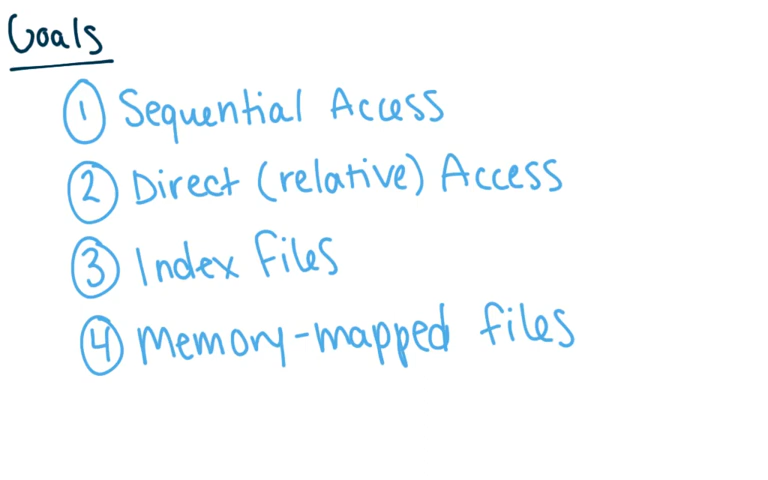 Goals
1 Sequential Access
2 Direct (relative) Access
3 Index files
4 Memory-mapped files